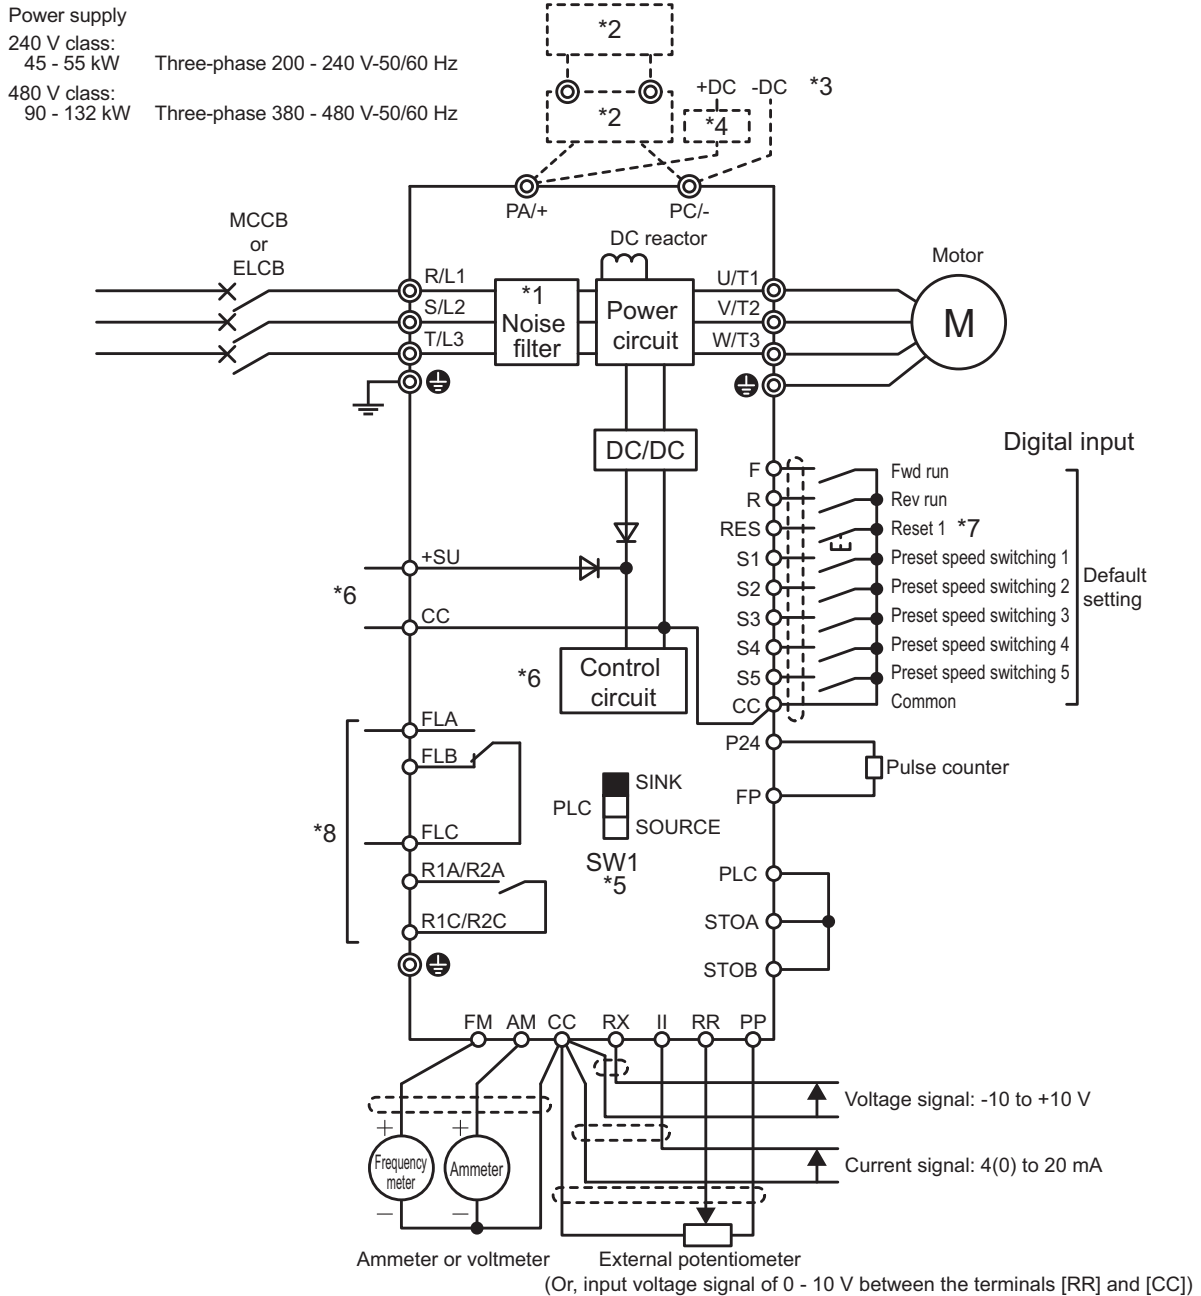 Power supply
240 V class:
45 - 55 kW Three-phase 200 - 240 V-50/60 Hz
480 V class:
90 - 132 kW Three-phase 380 - 480 V-50/60 Hz
*2
*2
+DC -DC *3
*4
PA/+ PC/-
MCCB
or
ELCB
DC reactor
Motor
R/L1
S/L2
T/L3
*1
Noise
filter
Power
circuit
U/T1
V/T2
W/T3
M
DC/DC
Digital input
F Fwd run
R Rev run
RES Reset 1 *7
S1 Preset speed switching 1
S2 Preset speed switching 2
S3 Preset speed switching 3
S4 Preset speed switching 4
S5 Preset speed switching 5
CC Common
Default
setting
+SU
*6
CC
*6
Control
circuit
FLA
FLB
FLC
*8
R1A/R2A
R1C/R2C
SINK
PLC
SOURCE
SW1
*5
P24
Pulse counter
FP
PLC
STOA
STOB
FM AM CC RX II RR PP
Voltage signal: -10 to +10 V
Current signal: 4(0) to 20 mA
+ +
Frequency
meter
Ammeter
− −
Ammeter or voltmeter
External potentiometer
(Or, input voltage signal of 0 - 10 V between the terminals [RR] and [CC])